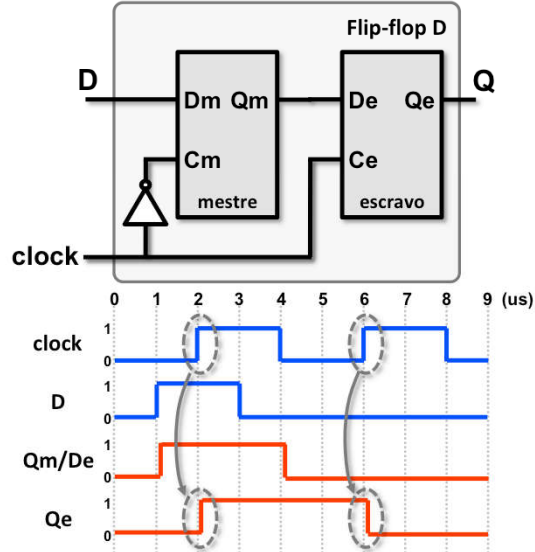 Flip-flop D
D
Dm Qm
De Qe
Q
Cm
Ce
mestre
escravo
clock
0 1 2 3 4 5 6 7 8 9 (us)
clock
1
0
D
1
0
Qm/De
1
0
Qe
1
0